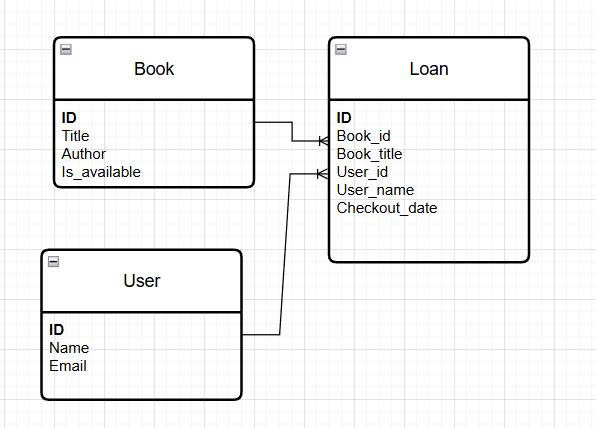 Book
ID
Title
Author
Is_available
Loan
ID
Book_id
Book_title
User_id
User_name
Checkout_date
User
ID
Name
Email